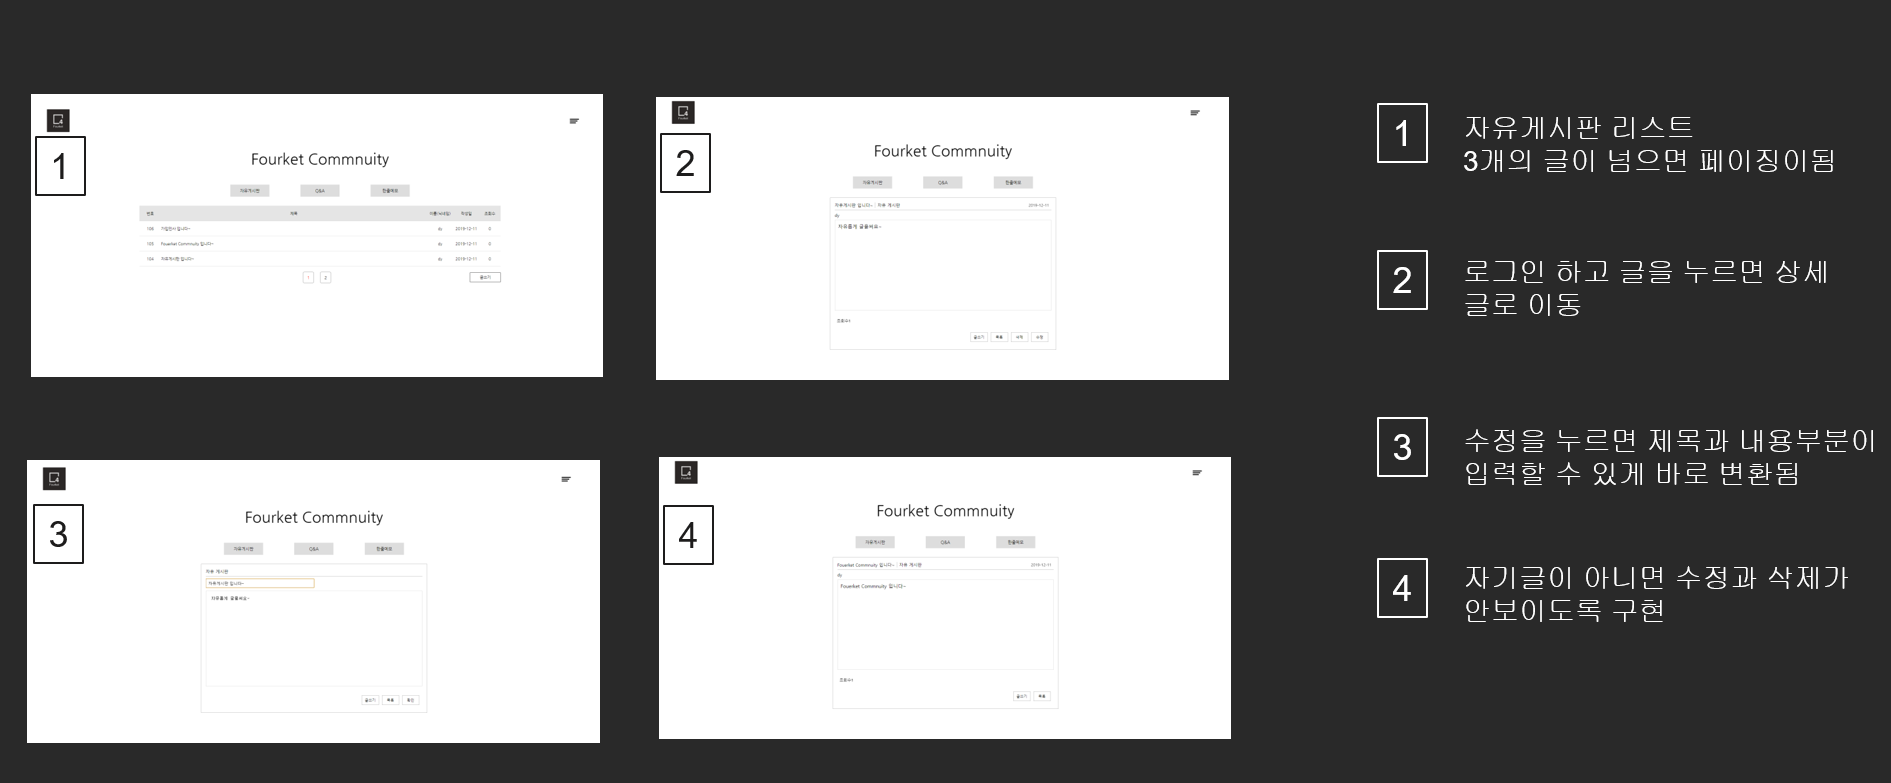 1
Fourket Commnuity
자유게시판 Q&A 한줄메모
번호 제목 이름(닉네임) 작성일 조회수
106 가입인사 입니다~ 2019-12-11 0
105 Fouerket Commnuity 입니다~ 2019-12-11 0
104 자유게시판 입니다~ 2019-12-11 0
1 2 글쓰기
2
Fourket Commnuity
자유게시판 Q&A 한줄메모
자유게시판 입니다~ | 자유 게시판 2019-12-11
자유롭게 글을써요~
조회수1
글쓰기 목록 삭제 수정
3
Fourket Commnuity
자유게시판 Q&A 한줄메모
자유 게시판
자유게시판 입니다~
자유롭게 글을써요~
글쓰기 목록
4
Fourket Commnuity
자유게시판 Q&A 한줄메모
Fouerket Commnuity 입니다~ | 자유 게시판 2019-12-11
Fouerket Commnuity 입니다~
조회수1
글쓰기 목록
1 자유게시판 리스트
3개의 글이 넘으면 페이징이됨
2 로그인 하고 글을 누르면 상세
글로 이동
3 수정을 누르면 제목과 내용부분이
입력할 수 있게 바로 변환됨
4 자기글이 아니면 수정과 삭제가
안보이도록 구현